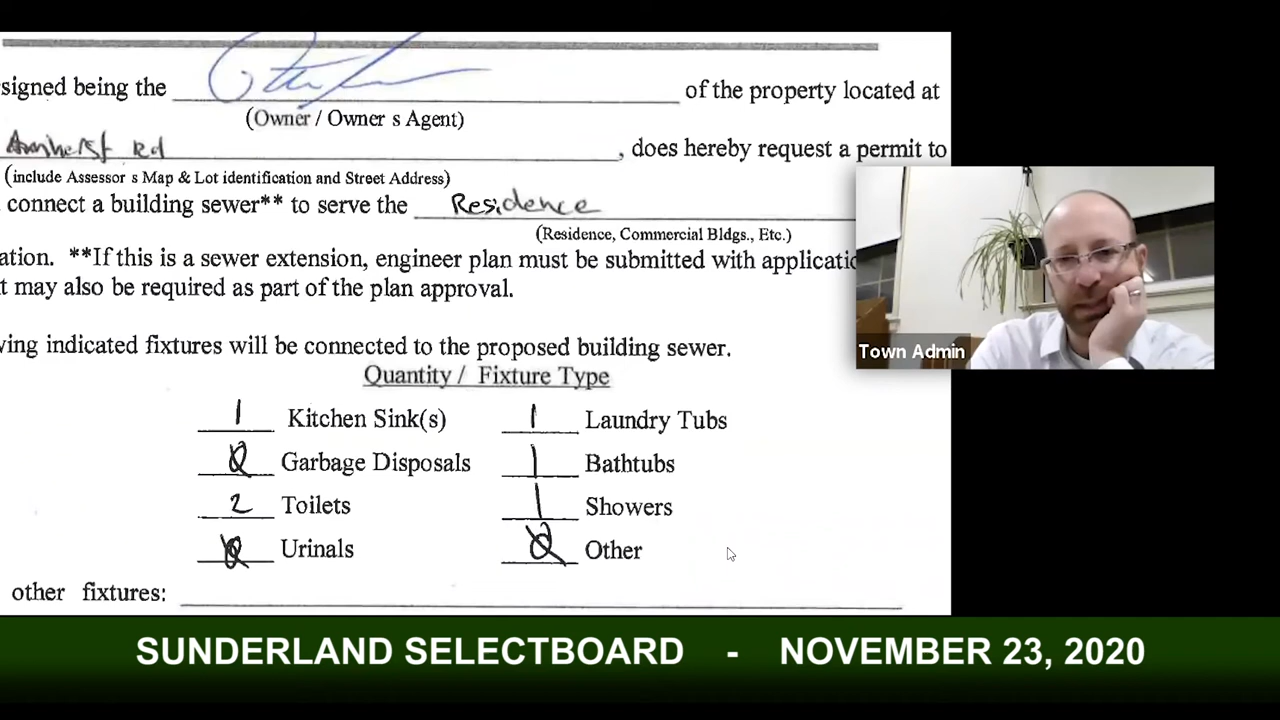 signed being the of the property located at
(Owner / Owner s Agent)
Amherst Rd , does hereby request a permit to
(include Assessor s Map & Lot identification and Street Address)
connect a building sewer** to serve the Residence
(Residence, Commercial Bldgs., Etc.)
ation. **If this is a sewer extension, engineer plan must be submitted with applicatio
t may also be required as part of the plan approval.
ving indicated fixtures will be connected to the proposed building sewer.
Quantity / Fixture Type
1 Kitchen Sink(s) 1 Laundry Tubs
0 Garbage Disposals 1 Bathtubs
2 Toilets 1 Showers
0 Urinals 0 Other
other fixtures:
Town Admin
SUNDERLAND SELECTBOARD - NOVEMBER 23, 2020